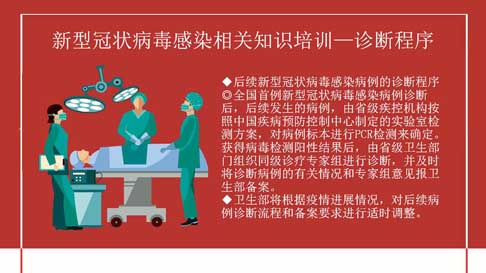 新型冠状病毒感染相关知识培训—诊断程序
◆后续新型冠状病毒感染病例的诊断程序
◎全国首例新型冠状病毒感染病例诊断
后，后续发生的病例，由省级疾控机构按
照中国疾病预防控制中心制定的实验室检
测方案，对病例标本进行PCR检测来确定。
获得病毒检测阳性结果后，由省级卫生部
门组织同级诊疗专家组进行诊断，并及时
将诊断病例的有关情况和专家组意见报卫
生部备案。
◆卫生部将根据疫情进展情况，对后续病
例诊断流程和备案要求进行适时调整。